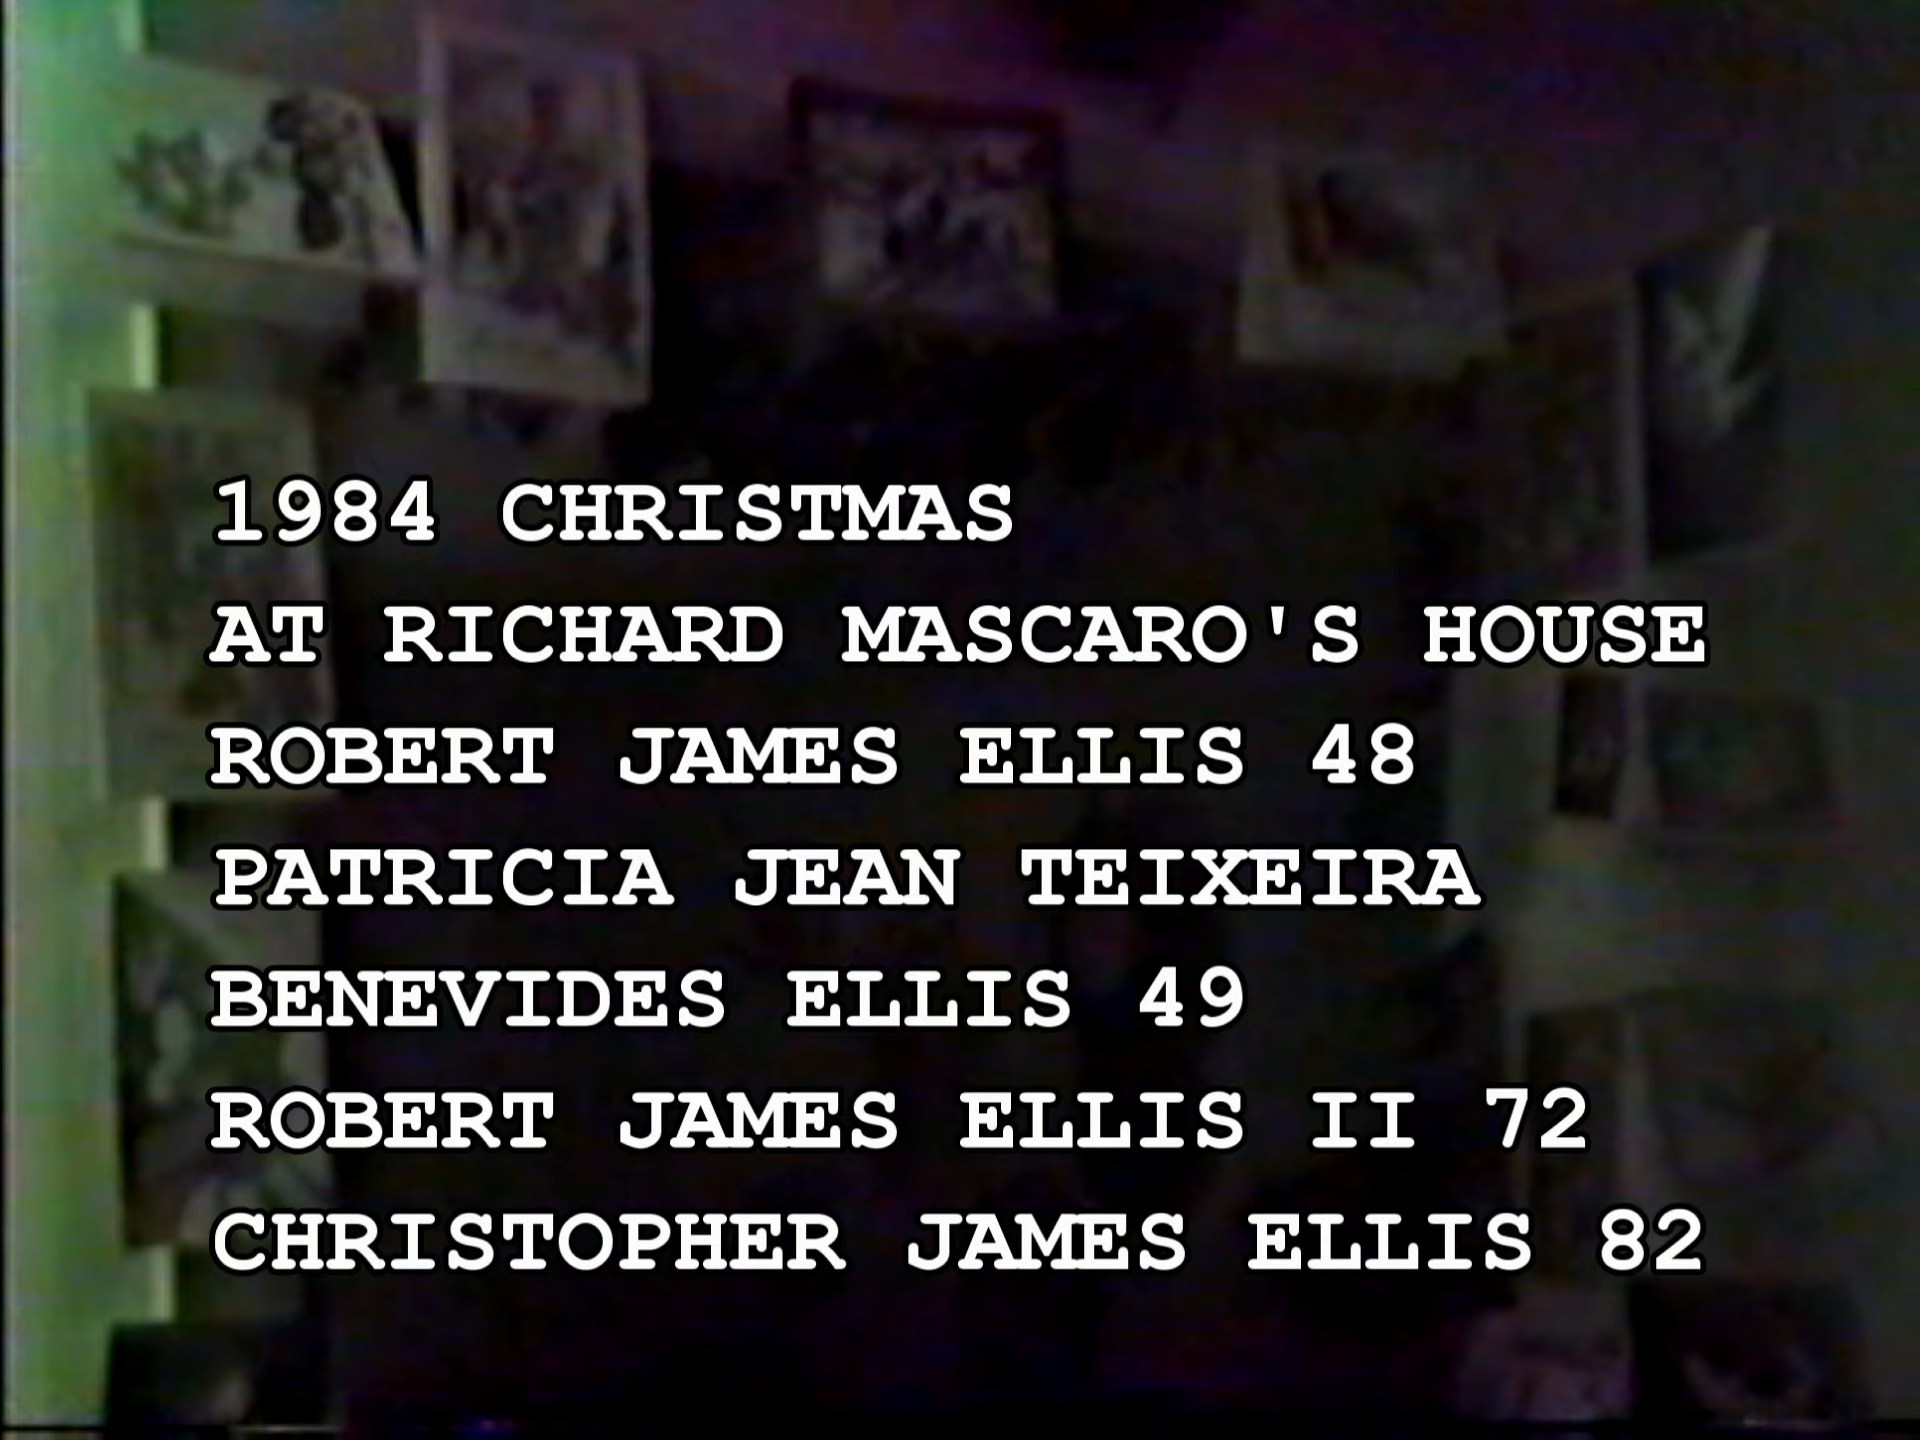 1984 CHRISTMAS
AT RICHARD MASCARO'S HOUSE
ROBERT JAMES ELLIS 48
PATRICIA JEAN TEIXEIRA
BENEVIDES ELLIS 49
ROBERT JAMES ELLIS II 72
CHRISTOPHER JAMES ELLIS 82